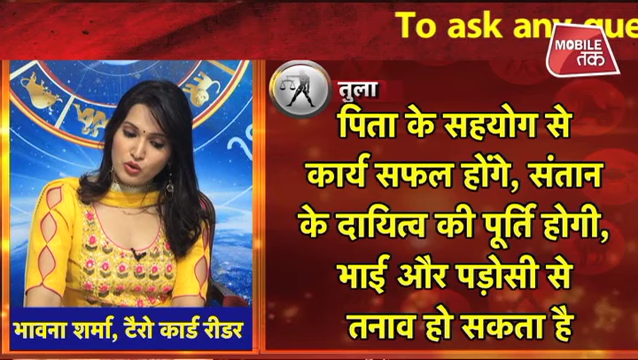 To ask any que
MOBILE
तक
तुला
पिता के सहयोग से
कार्य सफल होंगे, संतान
के दायित्व की पूर्ति होगी,
भाई और पड़ोसी से
तनाव हो सकता है
भावना शर्मा, टैरो कार्ड रीडर